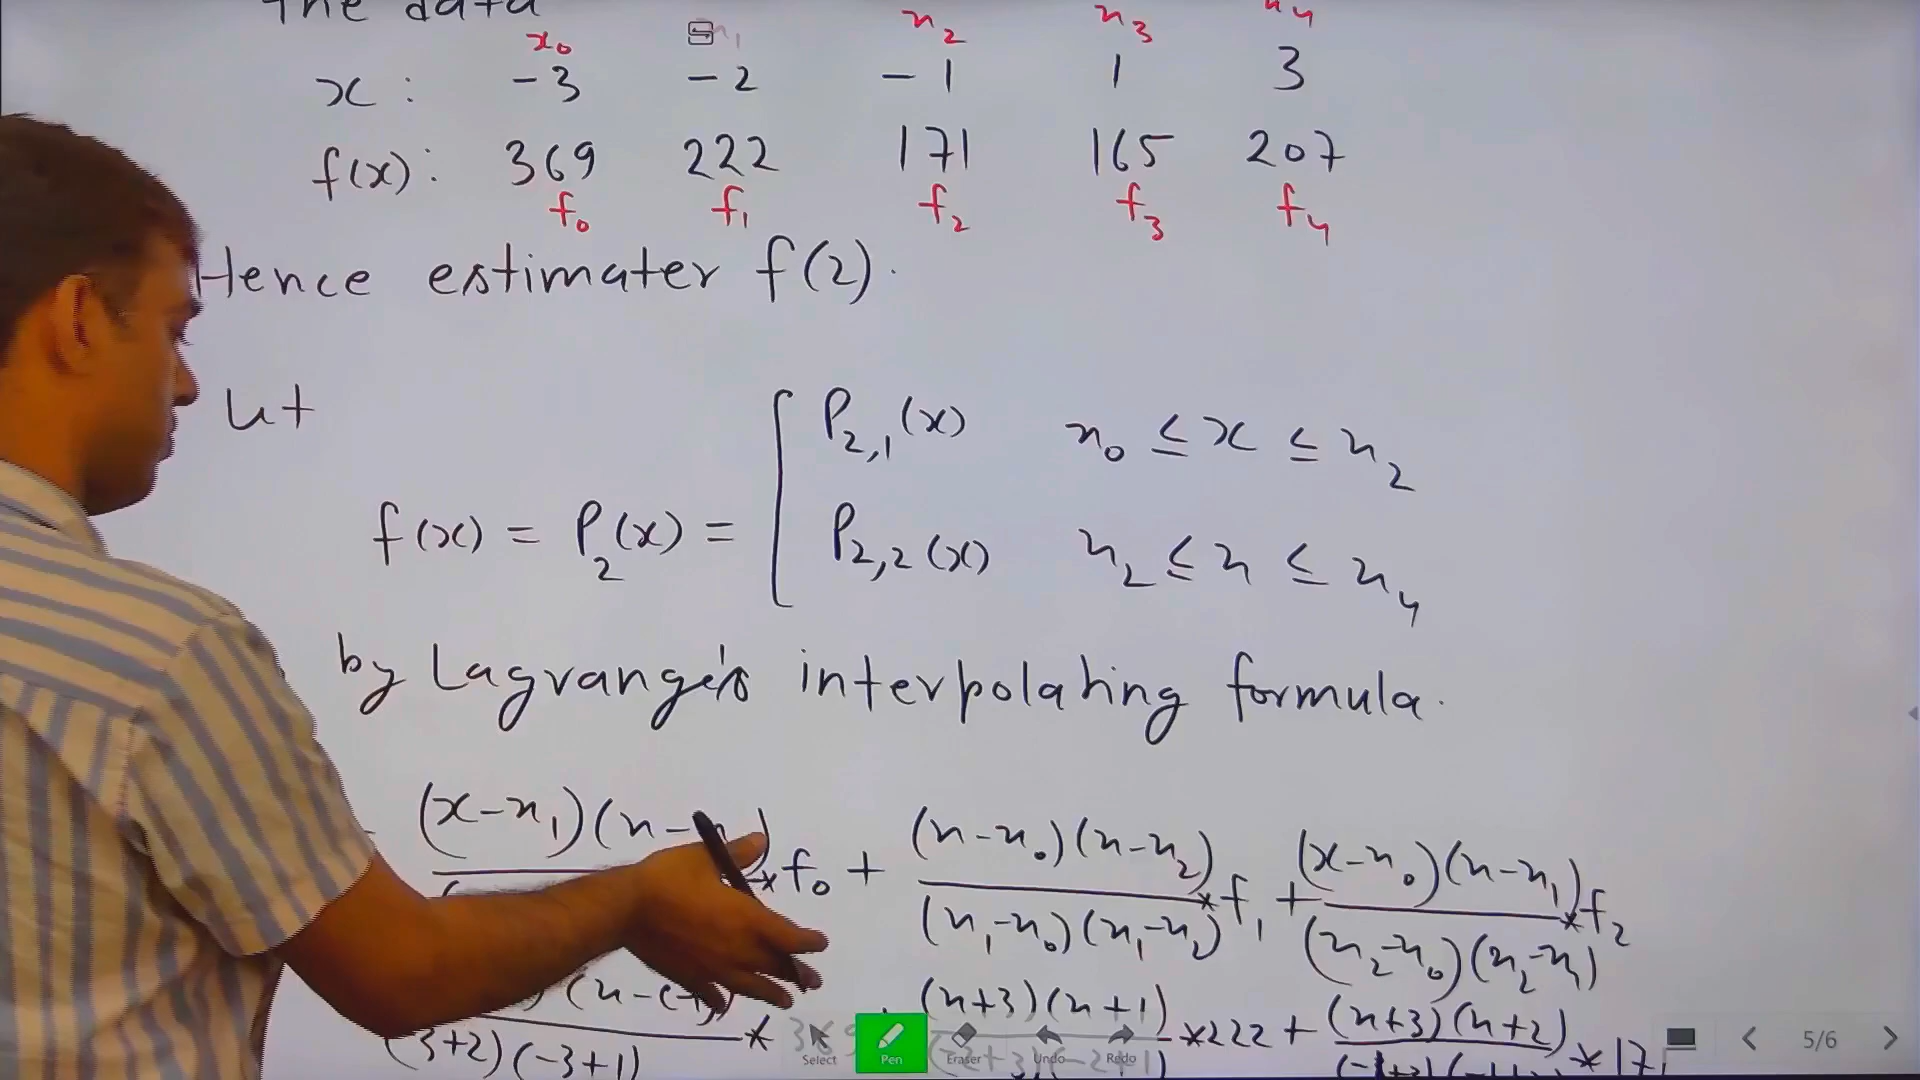 The data
x₀ x₁ x₂ x₃ x₄
x : -3 -2 -1 1 3
f(x) : 369 222 171 165 207
f₀ f₁ f₂ f₃ f₄
Hence estimater f(2).
Let
P₂,₁(x) x₀ ≤ x ≤ x₂
f(x) = P₂(x) =
P₂,₂(x) x₂ ≤ x ≤ x₄
by Lagrange's interpolating formula.
(x-x₁)(x- ) * f₀ + (x-x₀)(x-x₂) / (x₁-x₀)(x₁-x₂) * f₁ + (x-x₀)(x-x₁) / (x₂-x₀)(x₂-x₁) * f₂
(x+3)(x+1) *222 + (x+3)(x+2) *171
(-3+1)
Select Pen Eraser Undo Redo 5/6